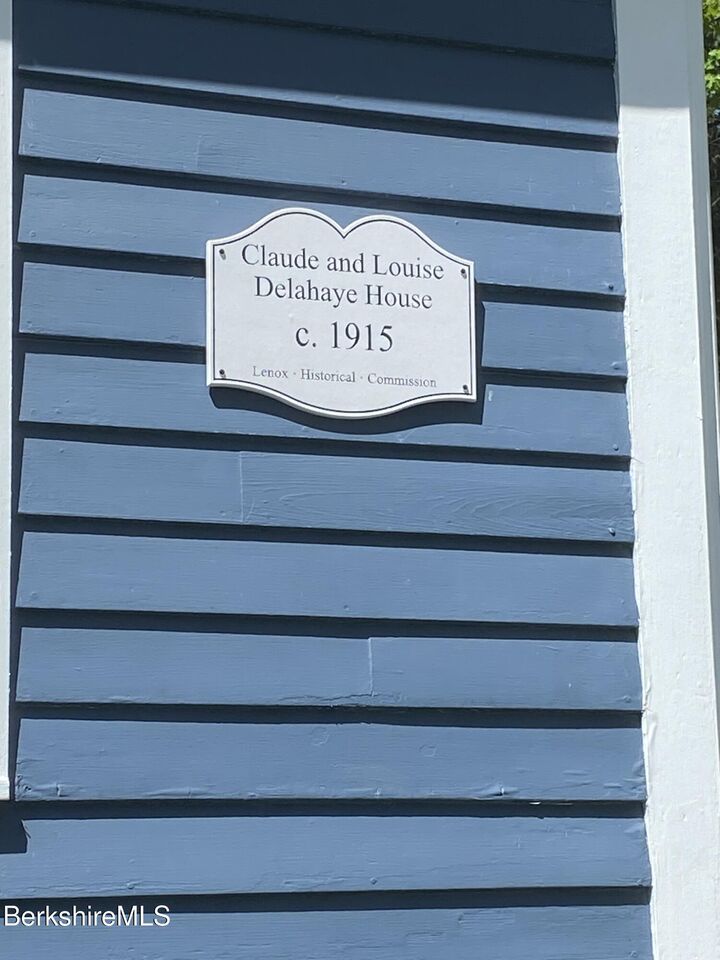 Claude and Louise
Delahaye House
c. 1915
Lenox · Historical · Commission
BerkshireMLS